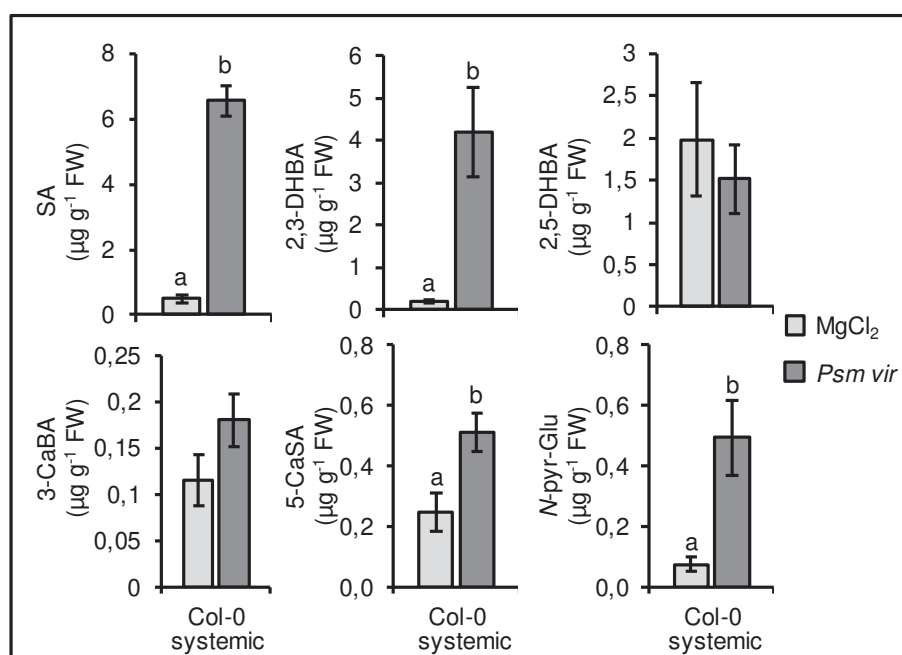 SA
(µg g⁻¹ FW)
8
6
4
2
0
a
b
2,3-DHBA
(µg g⁻¹ FW)
6
5
4
3
2
1
0
a
b
2,5-DHBA
(µg g⁻¹ FW)
3
2,5
2
1,5
1
0,5
0
MgCl₂
Psm vir
3-CaBA
(µg g⁻¹ FW)
0,25
0,2
0,15
0,1
0,05
0
Col-0
systemic
5-CaSA
(µg g⁻¹ FW)
0,8
0,6
0,4
0,2
0,0
a
b
Col-0
systemic
N-pyr-Glu
(µg g⁻¹ FW)
0,8
0,6
0,4
0,2
0,0
a
b
Col-0
systemic